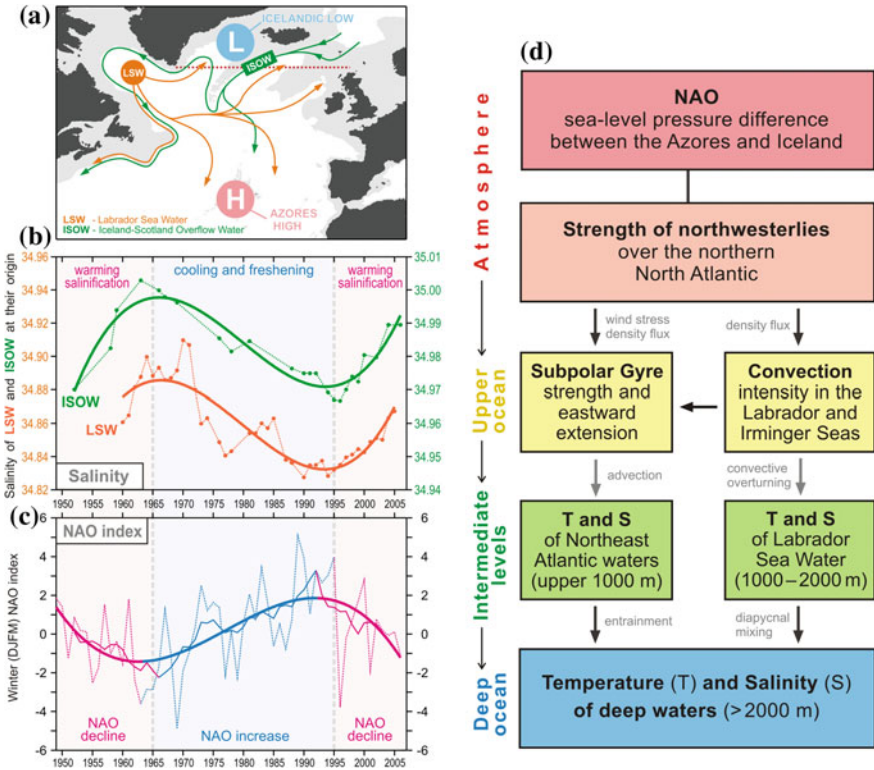 (a)
ICELANDIC LOW
L
LSW
ISOW
H
AZORES
HIGH
LSW - Labrador Sea Water
ISOW - Iceland-Scotland Overflow Water
(b)
Salinity of LSW and ISOW at their origin
34.96
34.94
34.92
34.90
34.88
34.86
34.84
34.82
35.01
35.00
34.99
34.98
34.97
34.96
34.95
34.94
warming
salinification
cooling and freshening
warming
salinification
ISOW
LSW
Salinity
1950 1955 1960 1965 1970 1975 1980 1985 1990 1995 2000 2005
(c)
NAO index
Winter (DJFM) NAO index
6
4
2
0
-2
-4
-6
6
4
2
0
-2
-4
-6
NAO
decline
NAO increase
NAO
decline
1950 1955 1960 1965 1970 1975 1980 1985 1990 1995 2000 2005
(d)
Atmosphere
Upper
ocean
Intermediate
levels
Deep
ocean
NAO
sea-level pressure difference
between the Azores and Iceland
Strength of northwesterlies
over the northern
North Atlantic
wind stress
density flux
density flux
Subpolar Gyre
strength and
eastward
extension
Convection
intensity in the
Labrador and
Irminger Seas
advection
convective
overturning
T and S
of Northeast
Atlantic waters
(upper 1000 m)
T and S
of Labrador
Sea Water
(1000–2000 m)
entrainment
diapycnal
mixing
Temperature (T) and Salinity (S)
of deep waters (>2000 m)